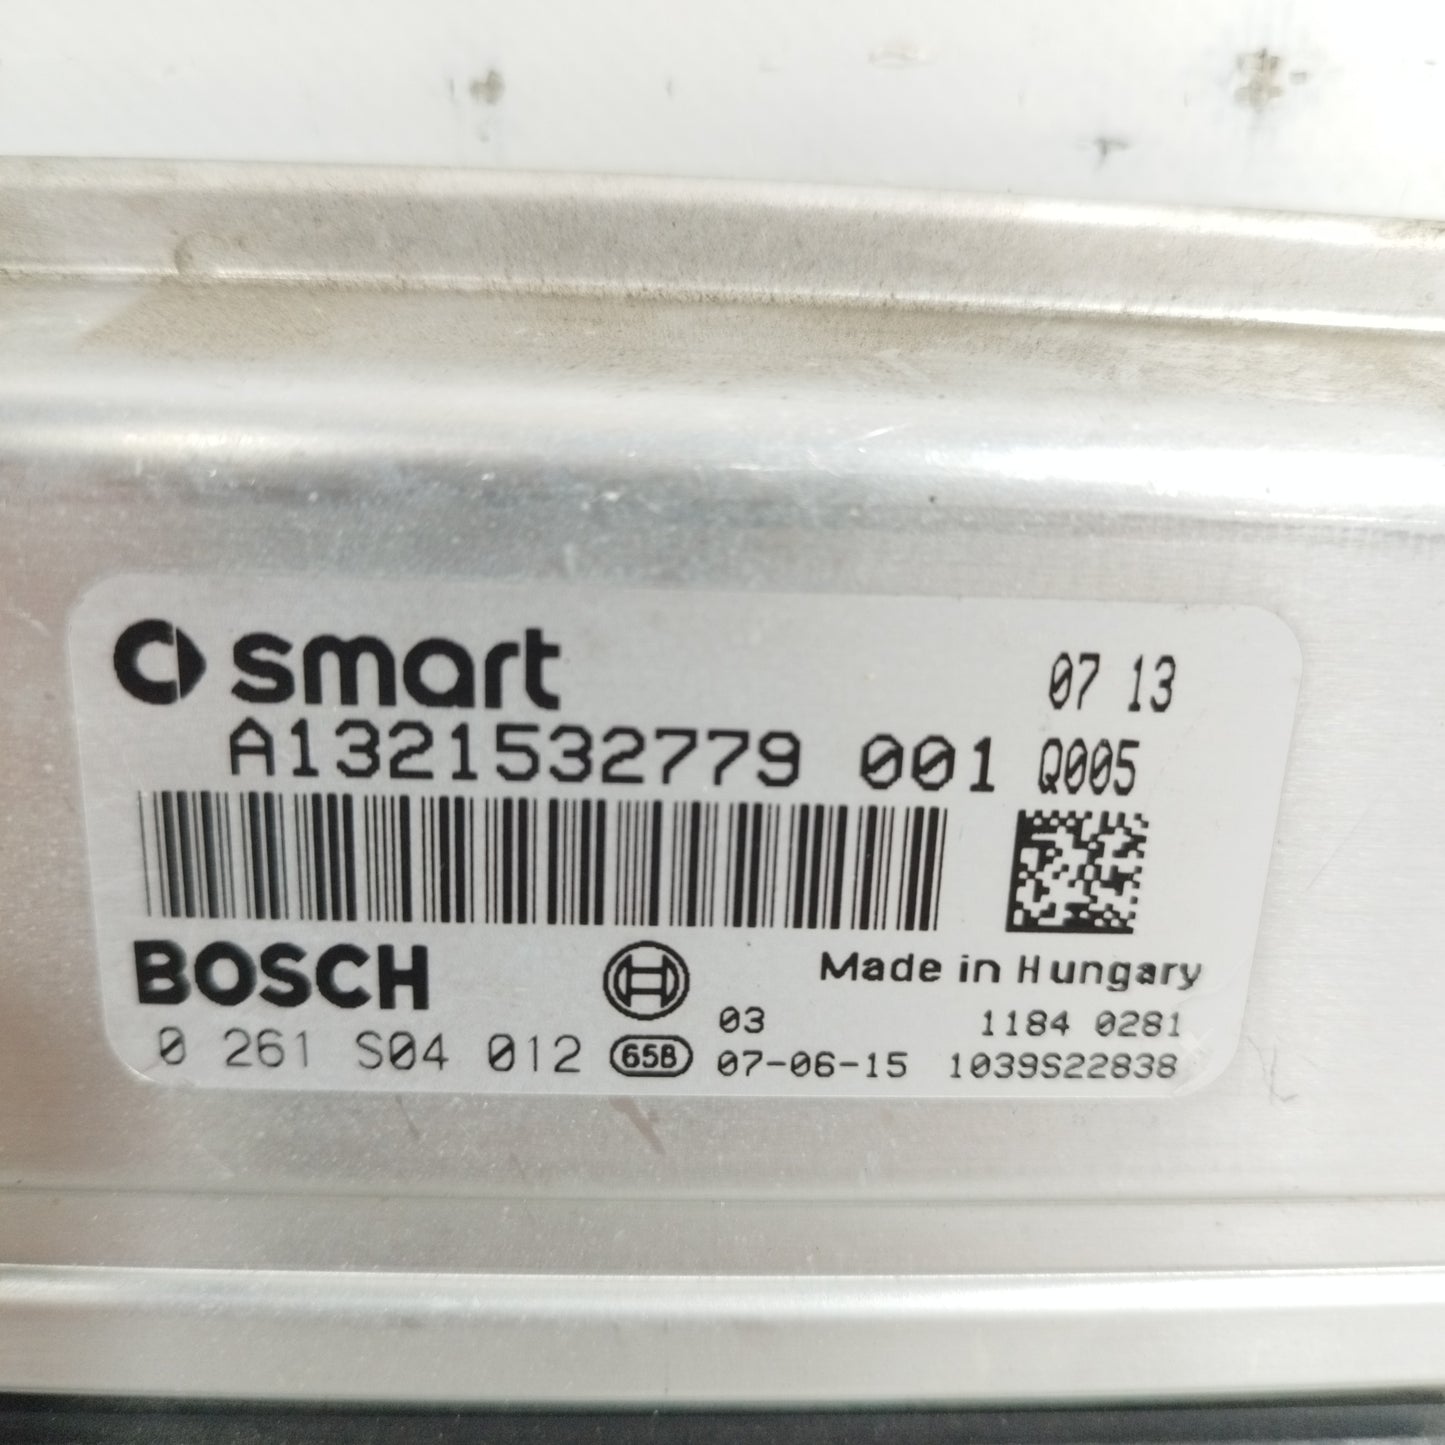 smart
07 13
A1321532779 001 Q005
BOSCH
Made in Hungary
03 1184 0281
0 261 S04 012 65B 07-06-15 1039S22838